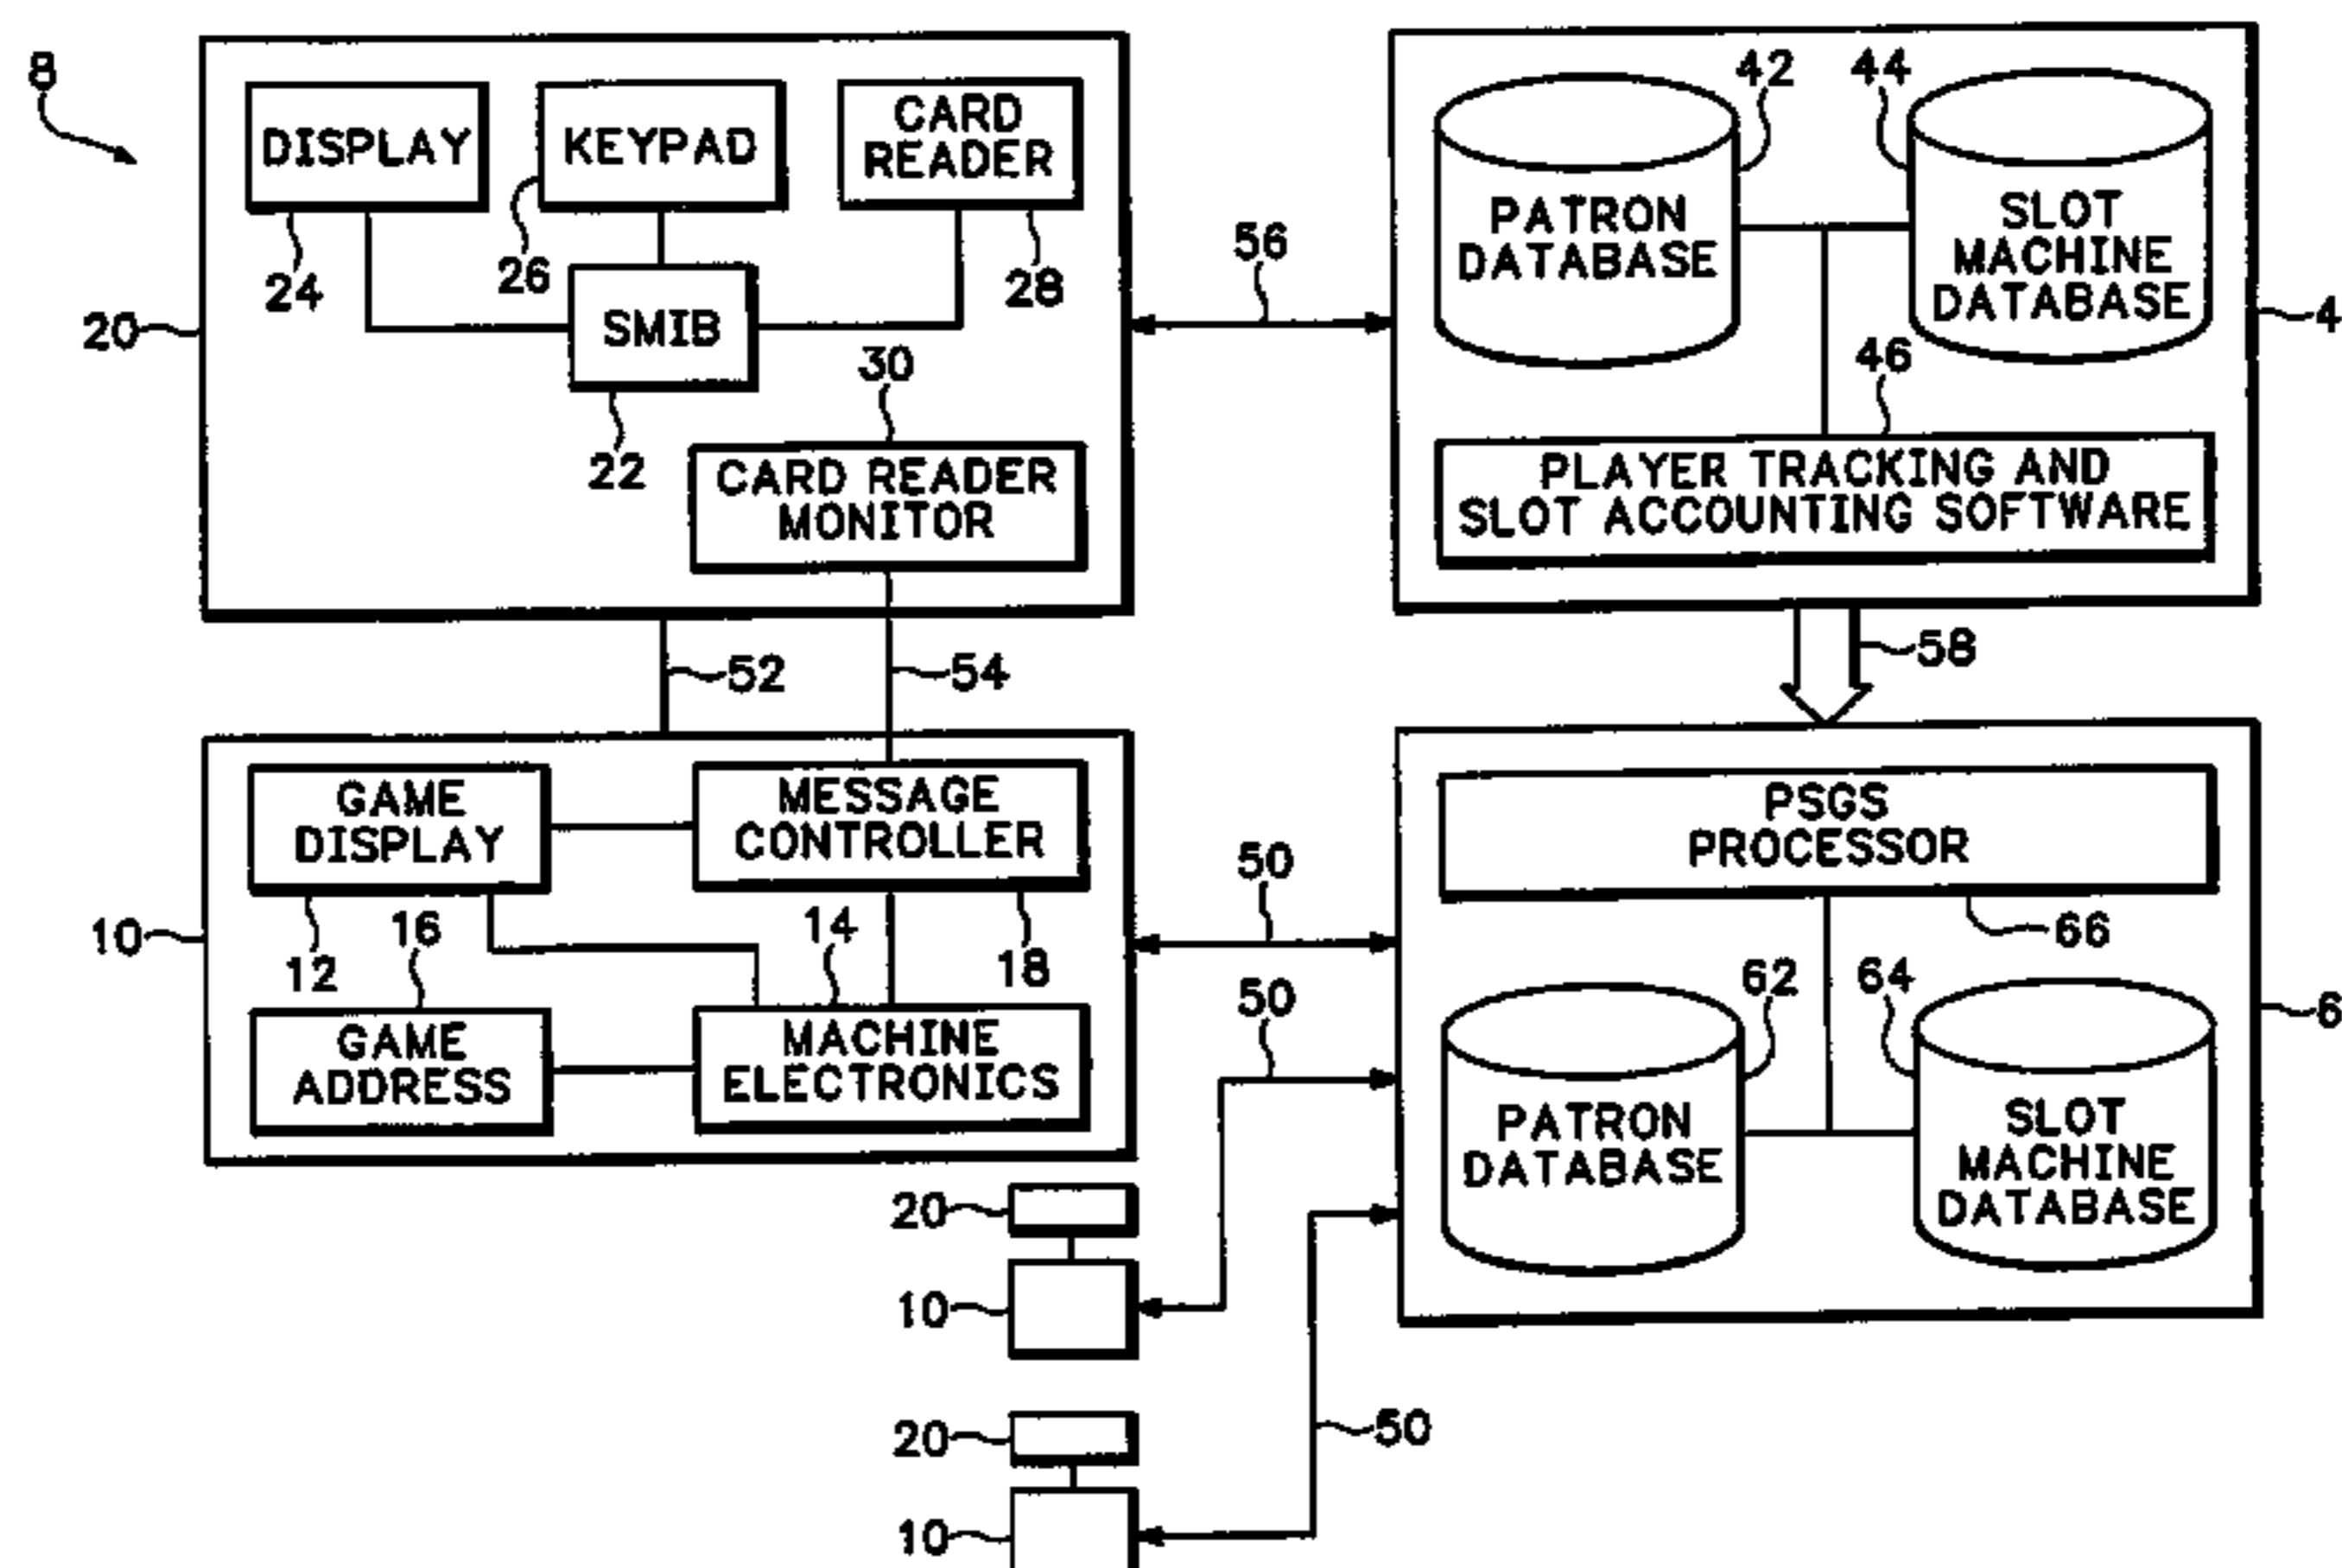 8
DISPLAY
KEYPAD
CARD
READER
24
26
28
20
SMIB
22
30
CARD READER
MONITOR
56
42
44
PATRON
DATABASE
SLOT
MACHINE
DATABASE
4
46
PLAYER TRACKING AND
SLOT ACCOUNTING SOFTWARE
52
54
58
GAME
DISPLAY
MESSAGE
CONTROLLER
10
12
16
14
18
GAME
ADDRESS
MACHINE
ELECTRONICS
50
50
PSGS
PROCESSOR
66
62
64
6
PATRON
DATABASE
SLOT
MACHINE
DATABASE
20
10
20
50
10